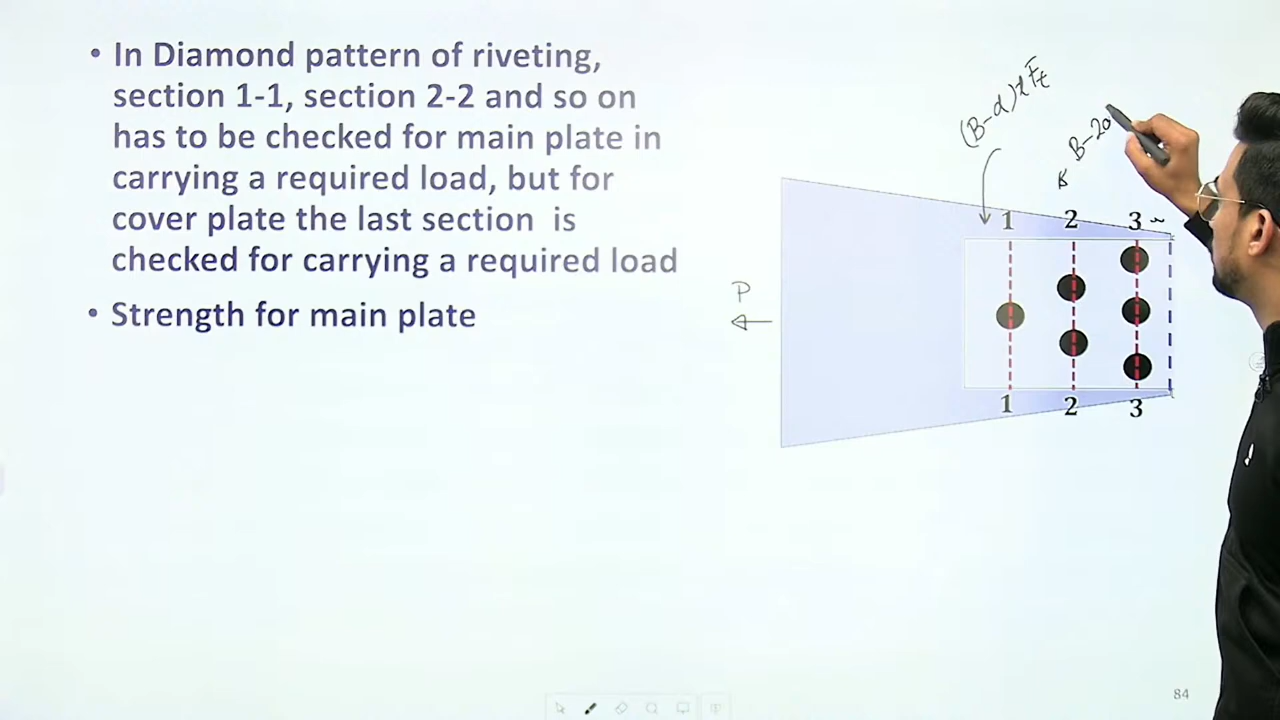 • In Diamond pattern of riveting,
section 1-1, section 2-2 and so on
has to be checked for main plate in
carrying a required load, but for
cover plate the last section is
checked for carrying a required load
• Strength for main plate
(B-d)tFt
B-2d
1 2 3
P
1 2 3
84